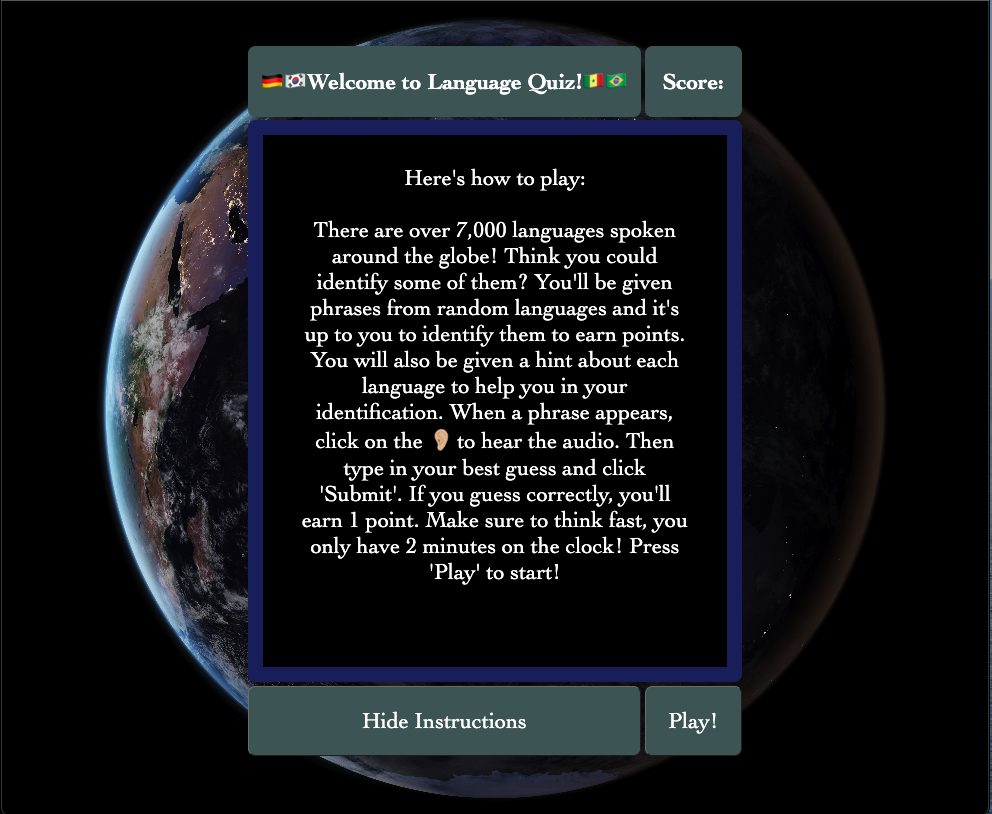 🇩🇪🇰🇷Welcome to Language Quiz!🇸🇳🇧🇷
Score:
Here's how to play:
There are over 7,000 languages spoken
around the globe! Think you could
identify some of them? You'll be given
phrases from random languages and it's
up to you to identify them to earn points.
You will also be given a hint about each
language to help you in your
identification. When a phrase appears,
click on the 👂🏼 to hear the audio. Then
type in your best guess and click
'Submit'. If you guess correctly, you'll
earn 1 point. Make sure to think fast, you
only have 2 minutes on the clock! Press
'Play' to start!
Hide Instructions
Play!